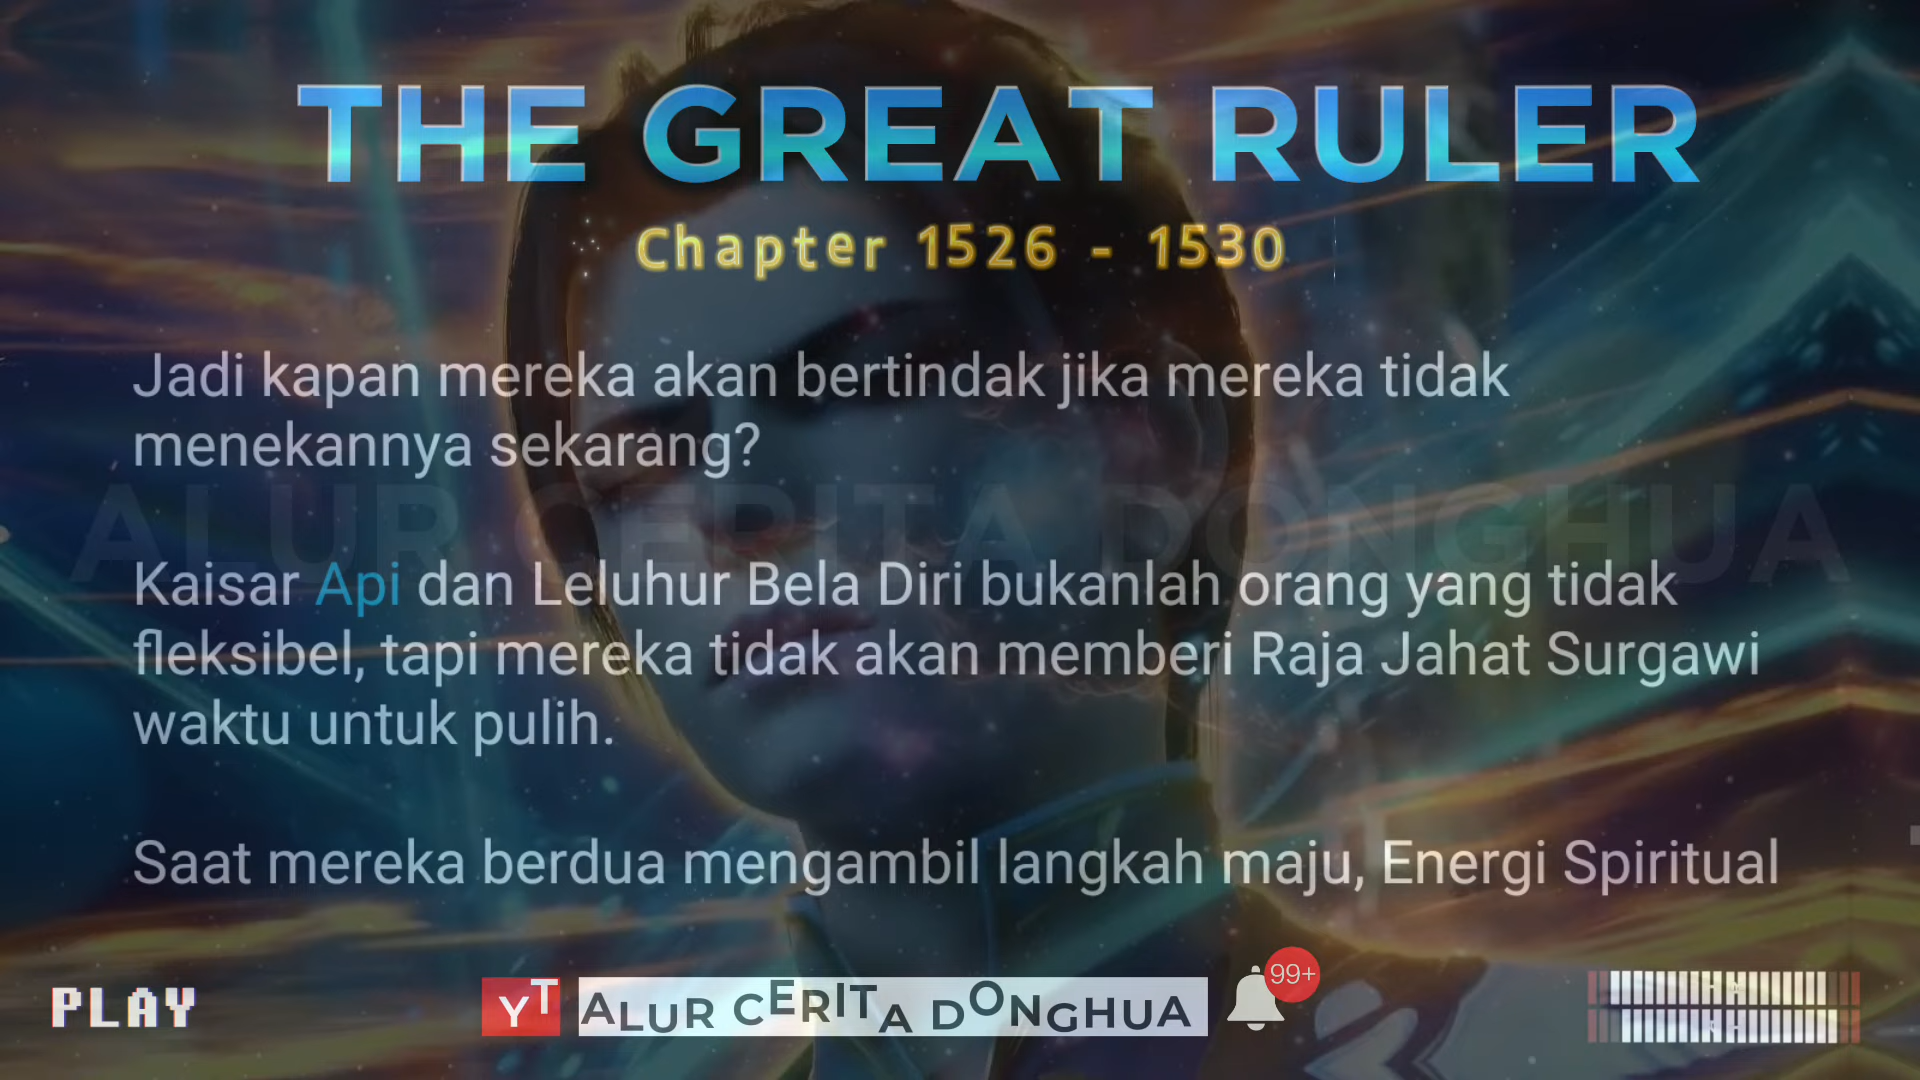 THE GREAT RULER
Chapter 1526 - 1530
Jadi kapan mereka akan bertindak jika mereka tidak
menekannya sekarang?
ALUR CERITA DONGHUA
Kaisar Api dan Leluhur Bela Diri bukanlah orang yang tidak
fleksibel, tapi mereka tidak akan memberi Raja Jahat Surgawi
waktu untuk pulih.
Saat mereka berdua mengambil langkah maju, Energi Spiritual
PLAY
YT ALUR CERITA DONGHUA
99+